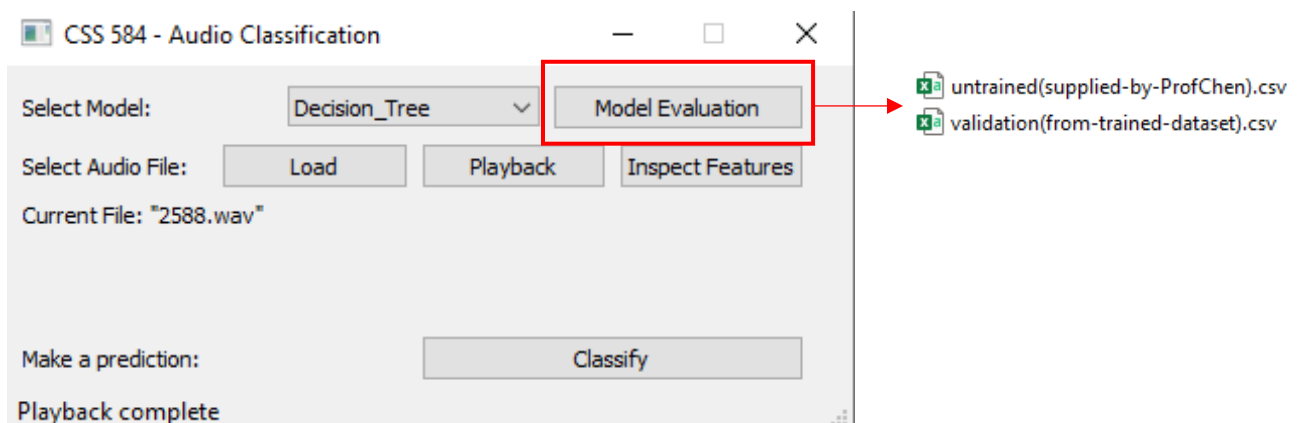 CSS 584 - Audio Classification
Select Model: Decision_Tree Model Evaluation
untrained(supplied-by-ProfChen).csv
validation(from-trained-dataset).csv
Select Audio File: Load Playback Inspect Features
Current File: "2588.wav"
Make a prediction: Classify
Playback complete